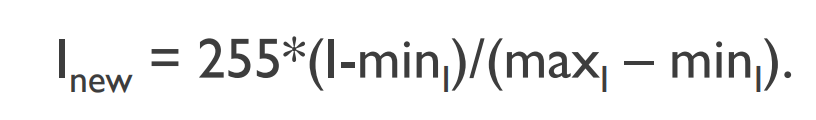 I_new = 255*(I-min_I)/(max_I – min_I).